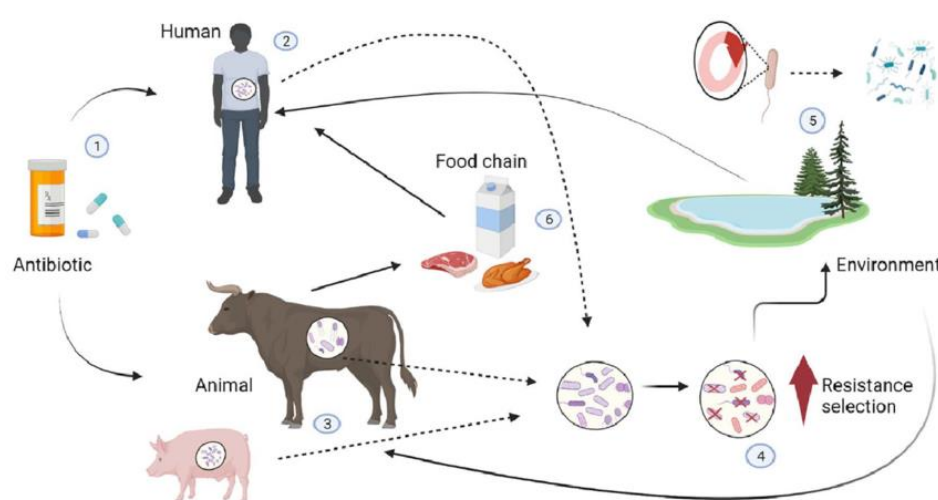 Human
2
1
5
Food chain
6
Antibiotic
Environment
Animal
Resistance
selection
3
4